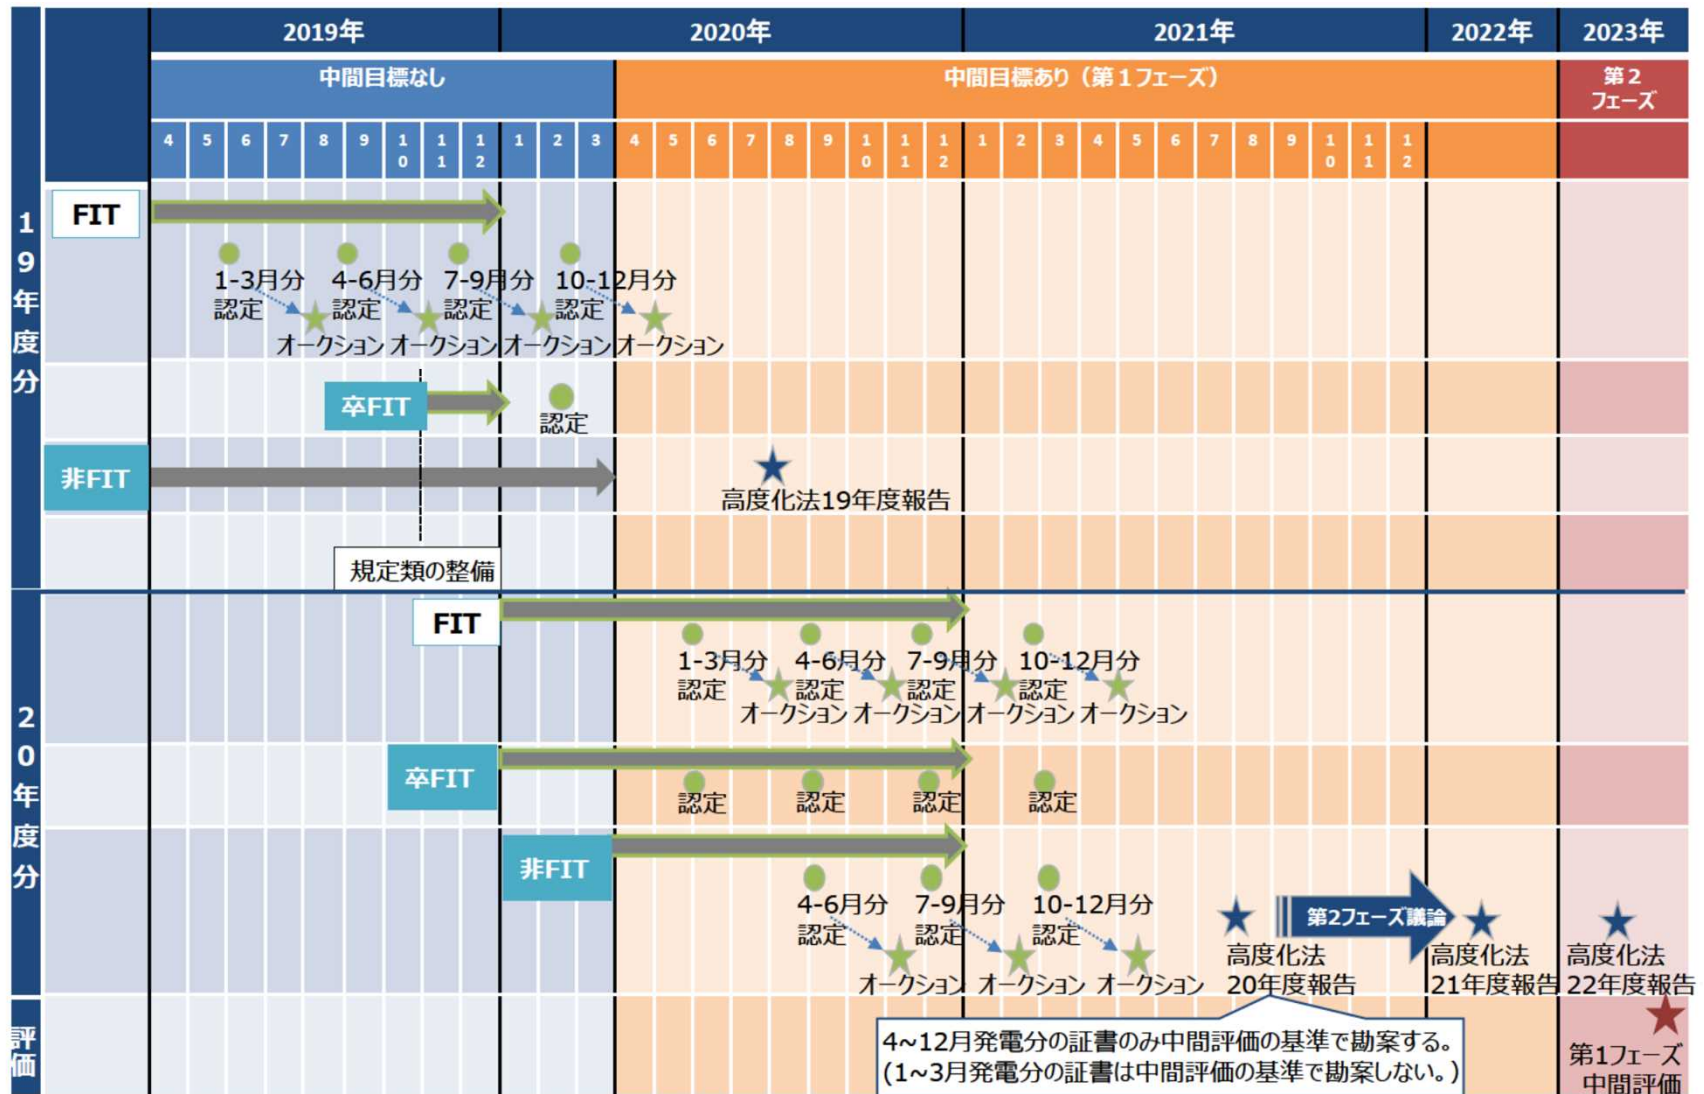 2019年 2020年 2021年 2022年 2023年
中間目標なし 中間目標あり（第１フェーズ） 第２
フェーズ
4 5 6 7 8 9 10 11 12 1 2 3 4 5 6 7 8 9 10 11 12 1 2 3 4 5 6 7 8 9 10 11 12
19年度分
FIT
1-3月分 4-6月分 7-9月分 10-12月分
認定 認定 認定 認定
オークション オークション オークション オークション
卒FIT
認定
非FIT
高度化法19年度報告
規定類の整備
20年度分
FIT
1-3月分 4-6月分 7-9月分 10-12月分
認定 認定 認定 認定
オークション オークション オークション オークション
卒FIT
認定 認定 認定 認定
非FIT
4-6月分 7-9月分 10-12月分
認定 認定 認定
オークション オークション オークション
第2フェーズ議論
高度化法 高度化法 高度化法
20年度報告 21年度報告 22年度報告
評価
4~12月発電分の証書のみ中間評価の基準で勘案する。
(1~3月発電分の証書は中間評価の基準で勘案しない。)
第1フェーズ
中間評価